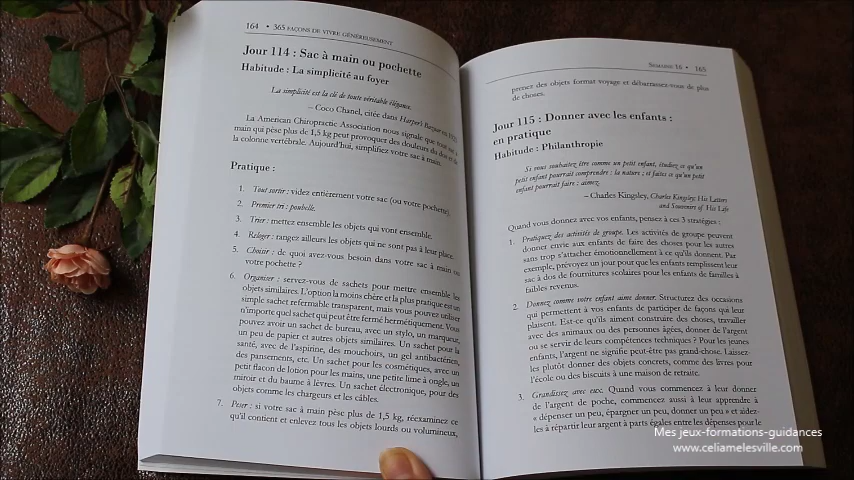 164 • 365 FAÇONS DE VIVRE GÉNÉREUSEMENT
Jour 114 : Sac à main ou pochette
Habitude : La simplicité au foyer
La simplicité est la clé de toute véritable élégance.
– Coco Chanel, citée dans Harper's Bazaar en
La American Chiropractic Association nous signale que tout sac à
main qui pèse plus de 1,5 kg peut provoquer des douleurs du dos et de
la colonne vertébrale. Aujourd'hui, simplifiez votre sac à main.
Pratique :
1. Tout sortir : videz entièrement votre sac (ou votre pochette).
2. Premier tri : poubelle.
3. Trier : mettez ensemble les objets qui vont ensemble.
4. Reloger : rangez ailleurs les objets qui ne sont pas à leur place.
5. Choisir : de quoi avez-vous besoin dans votre sac à main ou
votre pochette ?
6. Organiser : servez-vous de sachets pour mettre ensemble les
objets similaires. L'option la moins chère et la plus pratique est un
simple sachet refermable transparent, mais vous pouvez utiliser
n'importe quel sachet qui peut être fermé hermétiquement. Vous
pouvez avoir un sachet de bureau, avec un stylo, un marqueur,
un peu de papier et autres objets similaires. Un sachet pour la
santé, avec de l'aspirine, des mouchoirs, un gel antibactérien,
des pansements, etc. Un sachet pour les cosmétiques, avec un
petit flacon de lotion pour les mains, une petite lime à ongle, un
miroir et du baume à lèvres. Un sachet électronique, pour des
objets comme les chargeurs et les câbles.
7. Peser : si votre sac à main pèse plus de 1,5 kg, réexaminez ce
qu'il contient et enlevez tous les objets lourds ou volumineux,
SEMAINE 16 • 165
prenez des objets format voyage et débarrassez-vous de plus
de choses.
Jour 115 : Donner avec les enfants :
en pratique
Habitude : Philanthropie
Si vous souhaitez être comme un petit enfant, étudiez ce qu'un
petit enfant pourrait comprendre : la nature ; et faites ce qu'un petit
enfant pourrait faire : aimez.
– Charles Kingsley, Charles Kingsley: His Letters
and Souvenirs of His Life
Quand vous donnez avec vos enfants, pensez à ces 3 stratégies :
1. Pratiquez des activités de groupe. Les activités de groupe peuvent
donner envie aux enfants de faire des choses pour les autres
sans trop s'attacher émotionnellement à ce qu'ils donnent. Par
exemple, prévoyez un jour pour que les enfants remplissent leur
sac à dos de fournitures scolaires pour les enfants de familles à
faibles revenus.
2. Donnez comme votre enfant aime donner. Structurez des occasions
qui permettent à vos enfants de participer de façons qui leur
plaisent. Est-ce qu'ils aiment construire des choses, travailler
avec des animaux ou des personnes âgées, donner de l'argent
ou se servir de leurs compétences techniques ? Pour les jeunes
enfants, l'argent ne signifie peut-être pas grand-chose. Laissez-
les plutôt donner des objets concrets, comme des livres pour
l'école ou des biscuits à une maison de retraite.
3. Grandissez avec eux. Quand vous commencez à leur donner
de l'argent de poche, commencez aussi à leur apprendre à
« dépenser un peu, épargner un peu, donner un peu » et aidez-
les à répartir leur argent à parts égales entre les dépenses pour le
Mes jeux-formations-guidances
www.celiamelesville.com